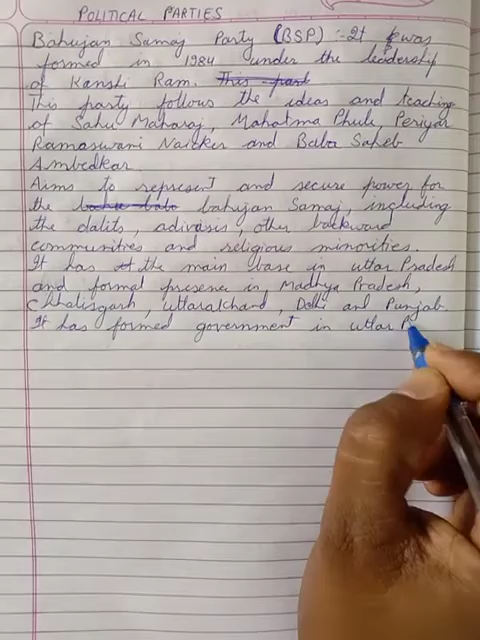 POLITICAL PARTIES
Bahujan Samaj Party (BSP) :- It was
formed in 1984 under the leadership
of Kanshi Ram. This part
This party follows the ideas and teaching
of Sahu Maharaj, Mahatma Phule, Periyar
Ramaswani Naicker and Baba Saheb
Ambedkar.
Aims to represent and secure power for
the bahujan Samaj, including
the dalits, adivasis, other backward
communities and religious minorities.
It has the main base in uttar Pradesh
and formal presence in Madhya Pradesh,
Chhatisgarh, uttarakhand, Delhi and Punjab.
It has formed government in uttar P